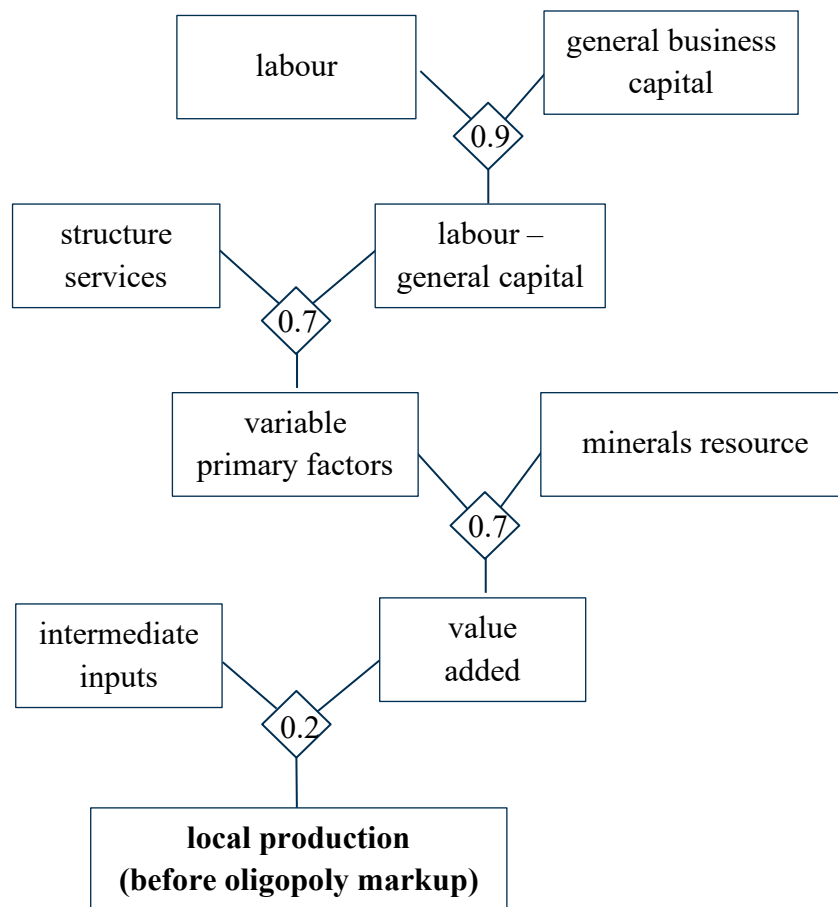 labour
general business
capital
0.9
structure
services
labour –
general capital
0.7
variable
primary factors
minerals resource
0.7
intermediate
inputs
value
added
0.2
local production
(before oligopoly markup)